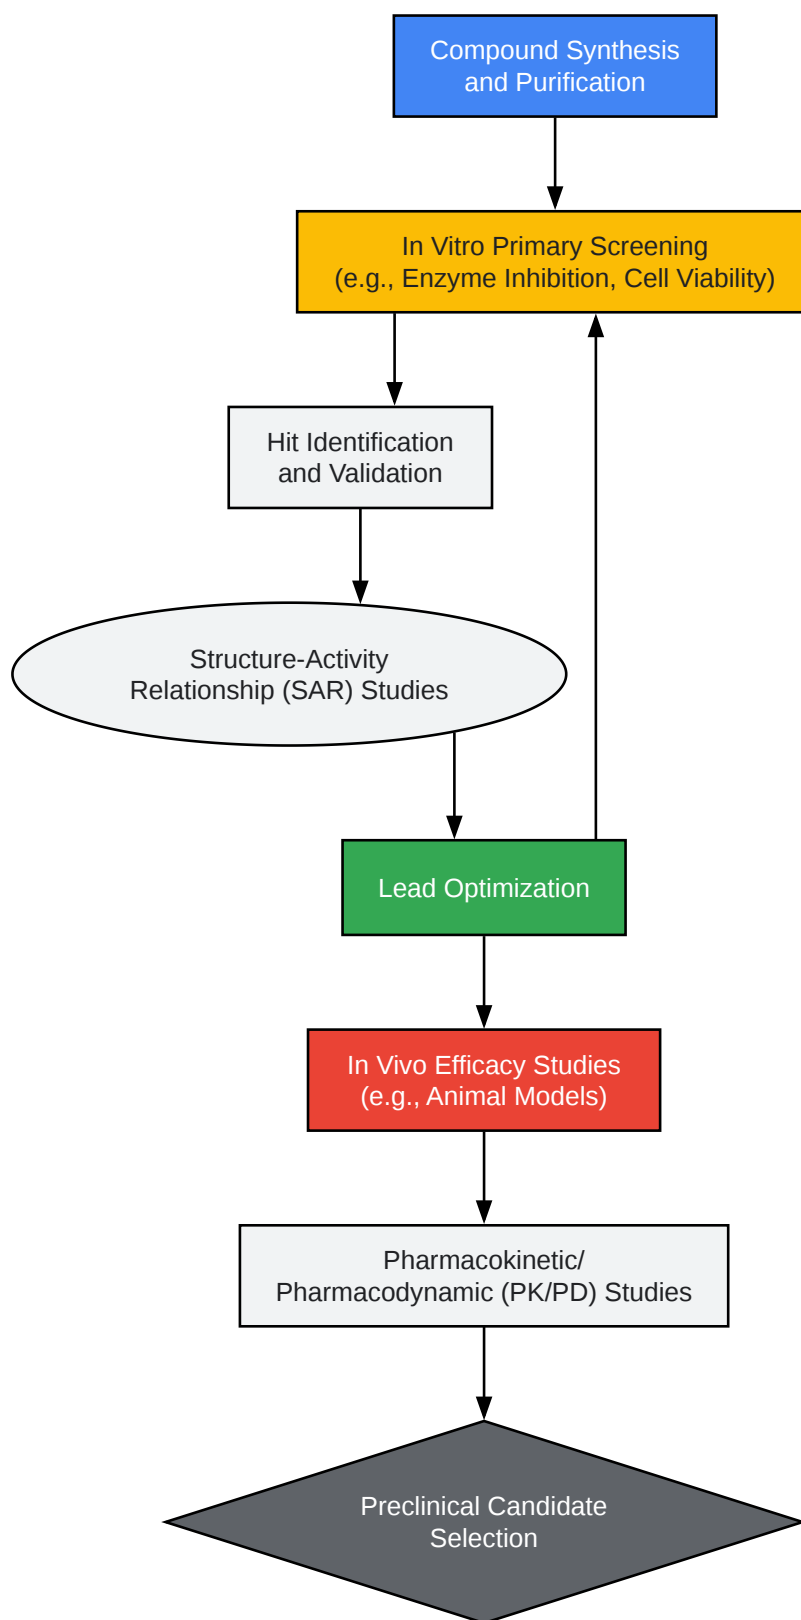 Compound Synthesis
and Purification
In Vitro Primary Screening
(e.g., Enzyme Inhibition, Cell Viability)
Hit Identification
and Validation
Structure-Activity
Relationship (SAR) Studies
Lead Optimization
In Vivo Efficacy Studies
(e.g., Animal Models)
Pharmacokinetic/
Pharmacodynamic (PK/PD) Studies
Preclinical Candidate
Selection